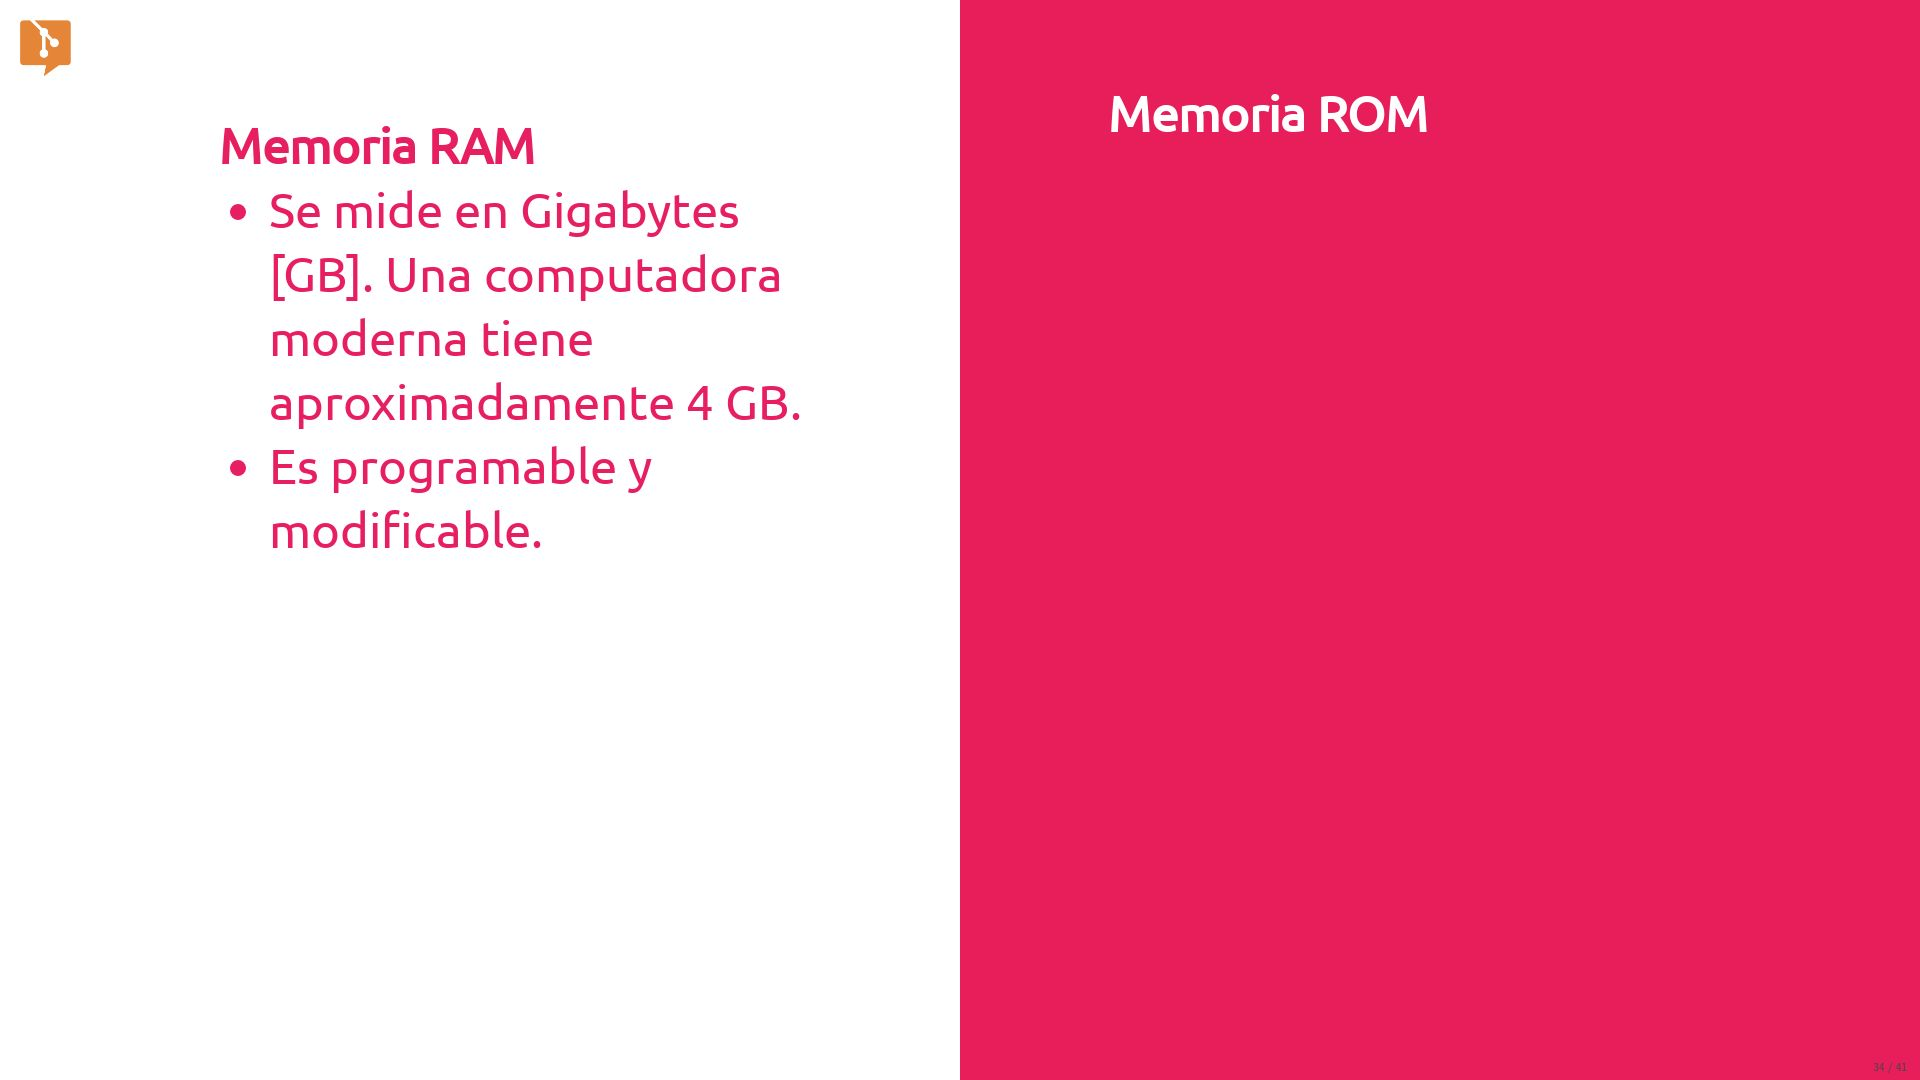 Memoria RAM
• Se mide en Gigabytes
[GB]. Una computadora
moderna tiene
aproximadamente 4 GB.
• Es programable y
modificable.
Memoria ROM
34 / 41